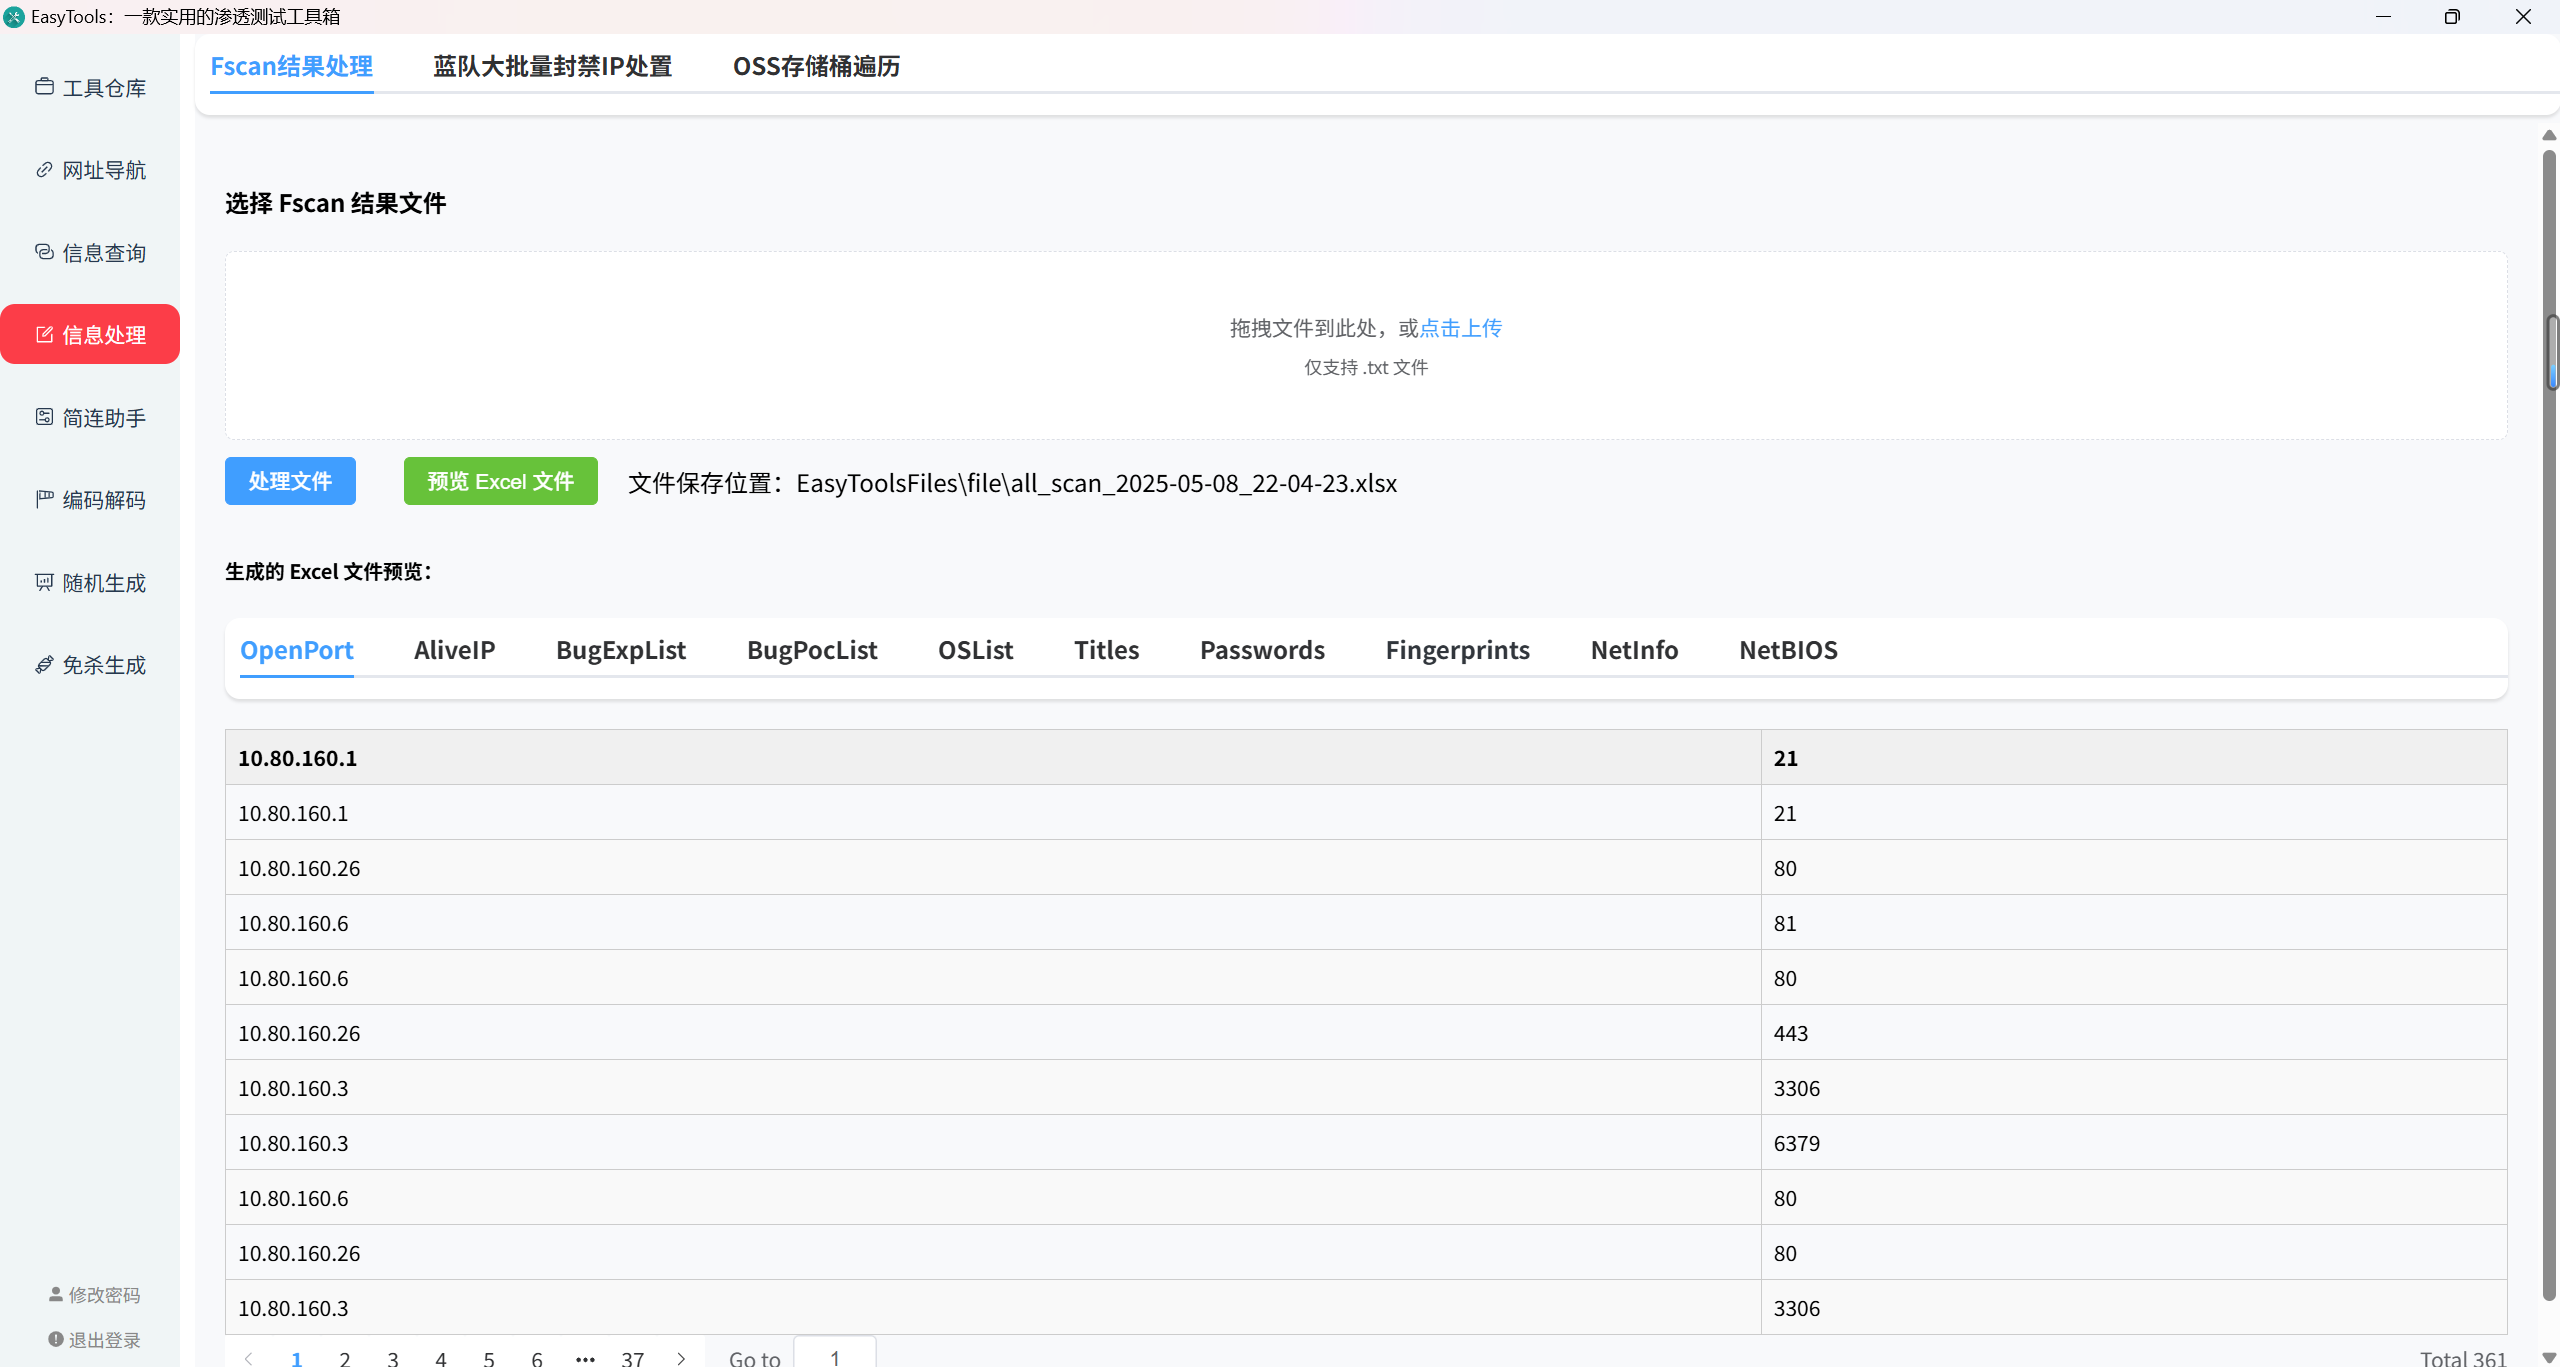 EasyTools：一款实用的渗透测试工具箱
工具仓库
网址导航
信息查询
信息处理
简连助手
编码解码
随机生成
免杀生成
修改密码
退出登录
Fscan结果处理 蓝队大批量封禁IP处置 OSS存储桶遍历
选择 Fscan 结果文件
拖拽文件到此处，或点击上传
仅支持 .txt 文件
处理文件 预览 Excel 文件 文件保存位置：EasyToolsFiles\file\all_scan_2025-05-08_22-04-23.xlsx
生成的 Excel 文件预览：
OpenPort AliveIP BugExpList BugPocList OSList Titles Passwords Fingerprints NetInfo NetBIOS
10.80.160.1 21
10.80.160.1 21
10.80.160.26 80
10.80.160.6 81
10.80.160.6 80
10.80.160.26 443
10.80.160.3 3306
10.80.160.3 6379
10.80.160.6 80
10.80.160.26 80
10.80.160.3 3306
1 2 3 4 5 6 ••• 37 Go to 1 Total 361